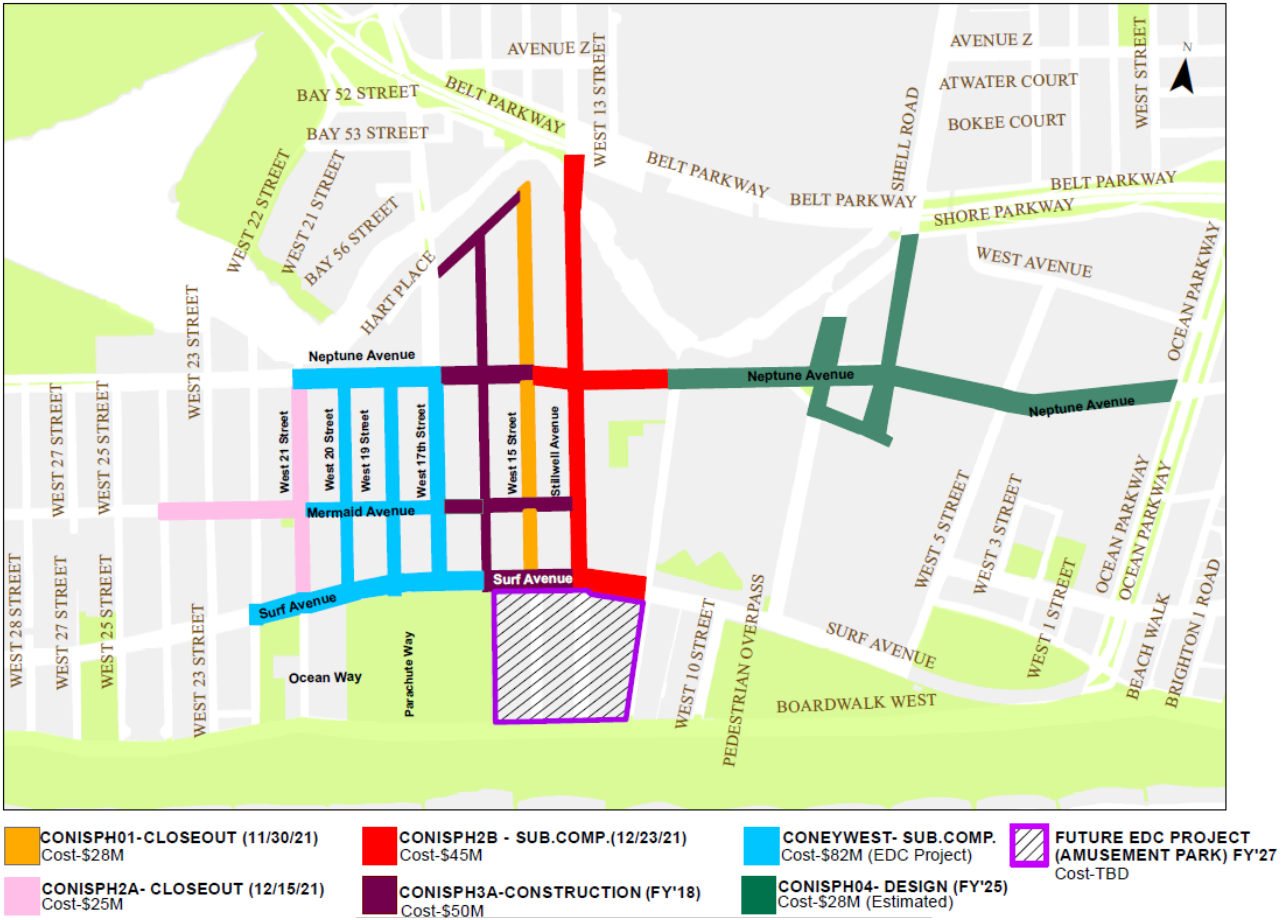 AVENUE Z
WEST 13 STREET
AVENUE Z
WEST STREET
N
BAY 52 STREET
BELT PARKWAY
ATWATER COURT
BAY 53 STREET
BOKEE COURT
SHELL ROAD
BELT PARKWAY
BELT PARKWAY
BELT PARKWAY
SHORE PARKWAY
WEST 22 STREET
WEST 21 STREET
BAY 56 STREET
HART PLACE
WEST AVENUE
OCEAN PARKWAY
WEST 23 STREET
Neptune Avenue
Neptune Avenue
Neptune Avenue
WEST 27 STREET
WEST 25 STREET
West 21 Street
West 20 Street
West 19 Street
West 17th Street
West 15 Street
Stillwell Avenue
Mermaid Avenue
WEST 5 STREET
WEST 3 STREET
OCEAN PARKWAY
OCEAN PARKWAY
WEST 28 STREET
WEST 27 STREET
WEST 25 STREET
WEST 23 STREET
Surf Avenue
Surf Avenue
WEST 10 STREET
PEDESTRIAN OVERPASS
SURF AVENUE
WEST 1 STREET
BEACH WALK
BRIGHTON 1 ROAD
Ocean Way
Parachute Way
BOARDWALK WEST
CONISPH01-CLOSEOUT (11/30/21)
Cost-$28M
CONISPH2B - SUB.COMP.(12/23/21)
Cost-$45M
CONEYWEST- SUB.COMP.
Cost-$82M (EDC Project)
FUTURE EDC PROJECT
(AMUSEMENT PARK) FY'27
Cost-TBD
CONISPH2A- CLOSEOUT (12/15/21)
Cost-$25M
CONISPH3A-CONSTRUCTION (FY'18)
Cost-$50M
CONISPH04- DESIGN (FY'25)
Cost-$28M (Estimated)